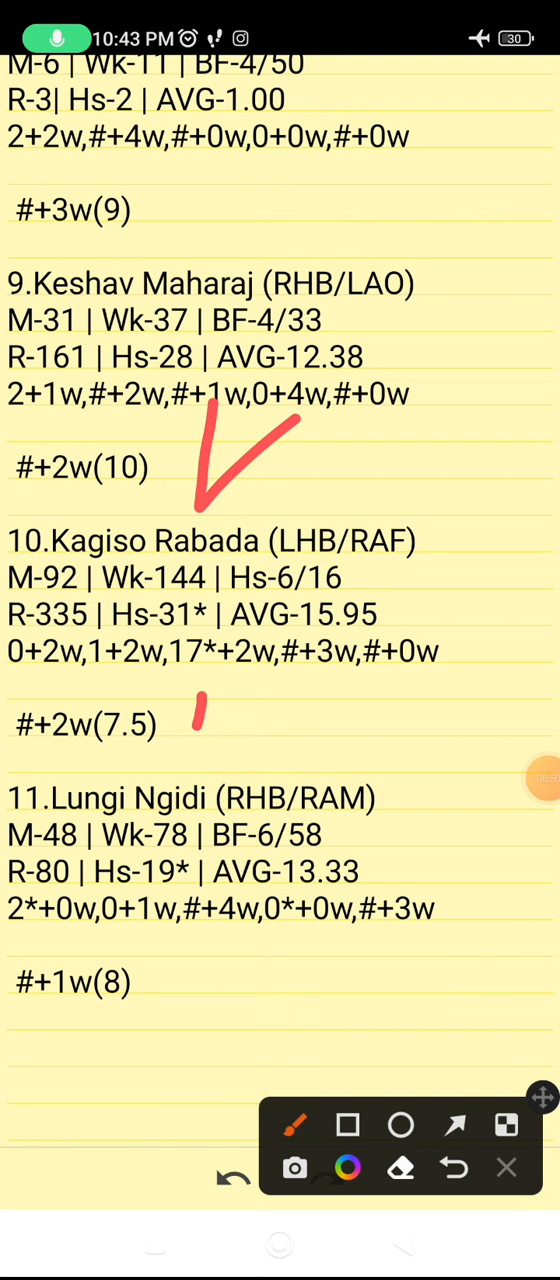 10:43 PM
30
M-6 | Wk-11 | BF-4/50
R-3| Hs-2 | AVG-1.00
2+2w,#+4w,#+0w,0+0w,#+0w
#+3w(9)
9.Keshav Maharaj (RHB/LAO)
M-31 | Wk-37 | BF-4/33
R-161 | Hs-28 | AVG-12.38
2+1w,#+2w,#+1w,0+4w,#+0w
#+2w(10)
10.Kagiso Rabada (LHB/RAF)
M-92 | Wk-144 | Hs-6/16
R-335 | Hs-31* | AVG-15.95
0+2w,1+2w,17*+2w,#+3w,#+0w
#+2w(7.5)
06:50
11.Lungi Ngidi (RHB/RAM)
M-48 | Wk-78 | BF-6/58
R-80 | Hs-19* | AVG-13.33
2*+0w,0+1w,#+4w,0*+0w,#+3w
#+1w(8)